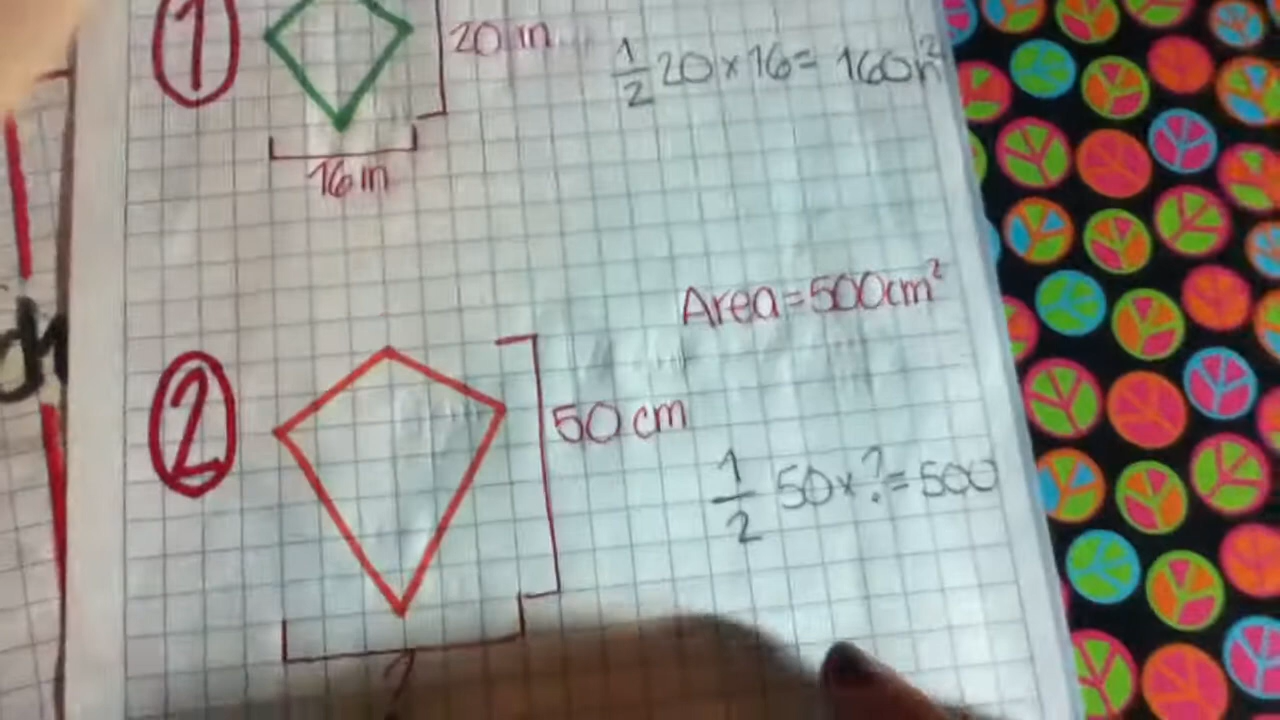 1
20 in
1/2 20×16= 160in²
16 in
Area=500cm²
2
50 cm
1/2 50×?=500
?